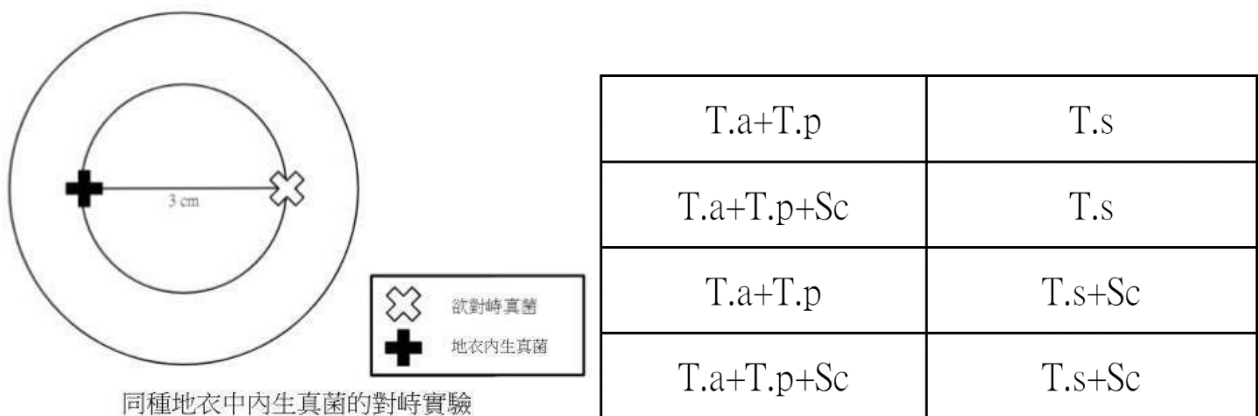 3 cm
欲對峙真菌
地衣內生真菌
同種地衣中內生真菌的對峙實驗
T.a+T.p T.s
T.a+T.p+Sc T.s
T.a+T.p T.s+Sc
T.a+T.p+Sc T.s+Sc